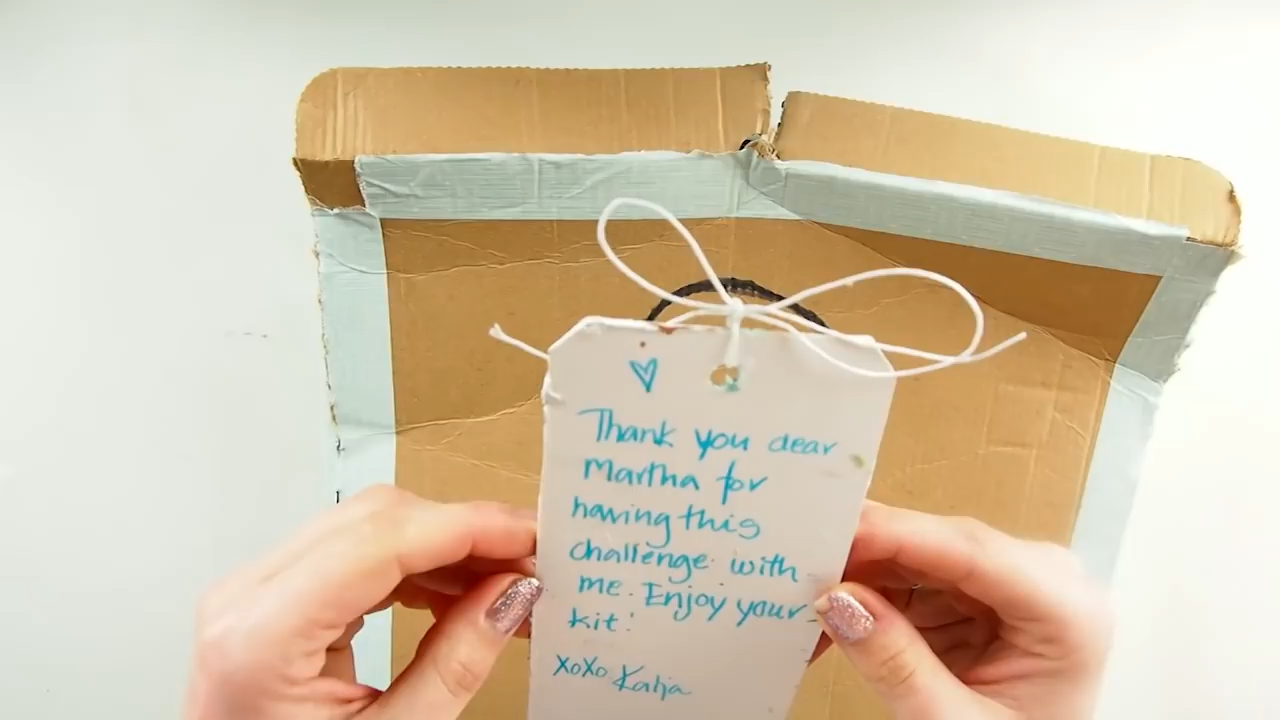 Thank you dear
Martha for
having this
challenge with
me. Enjoy your
kit!
xoxo Katja